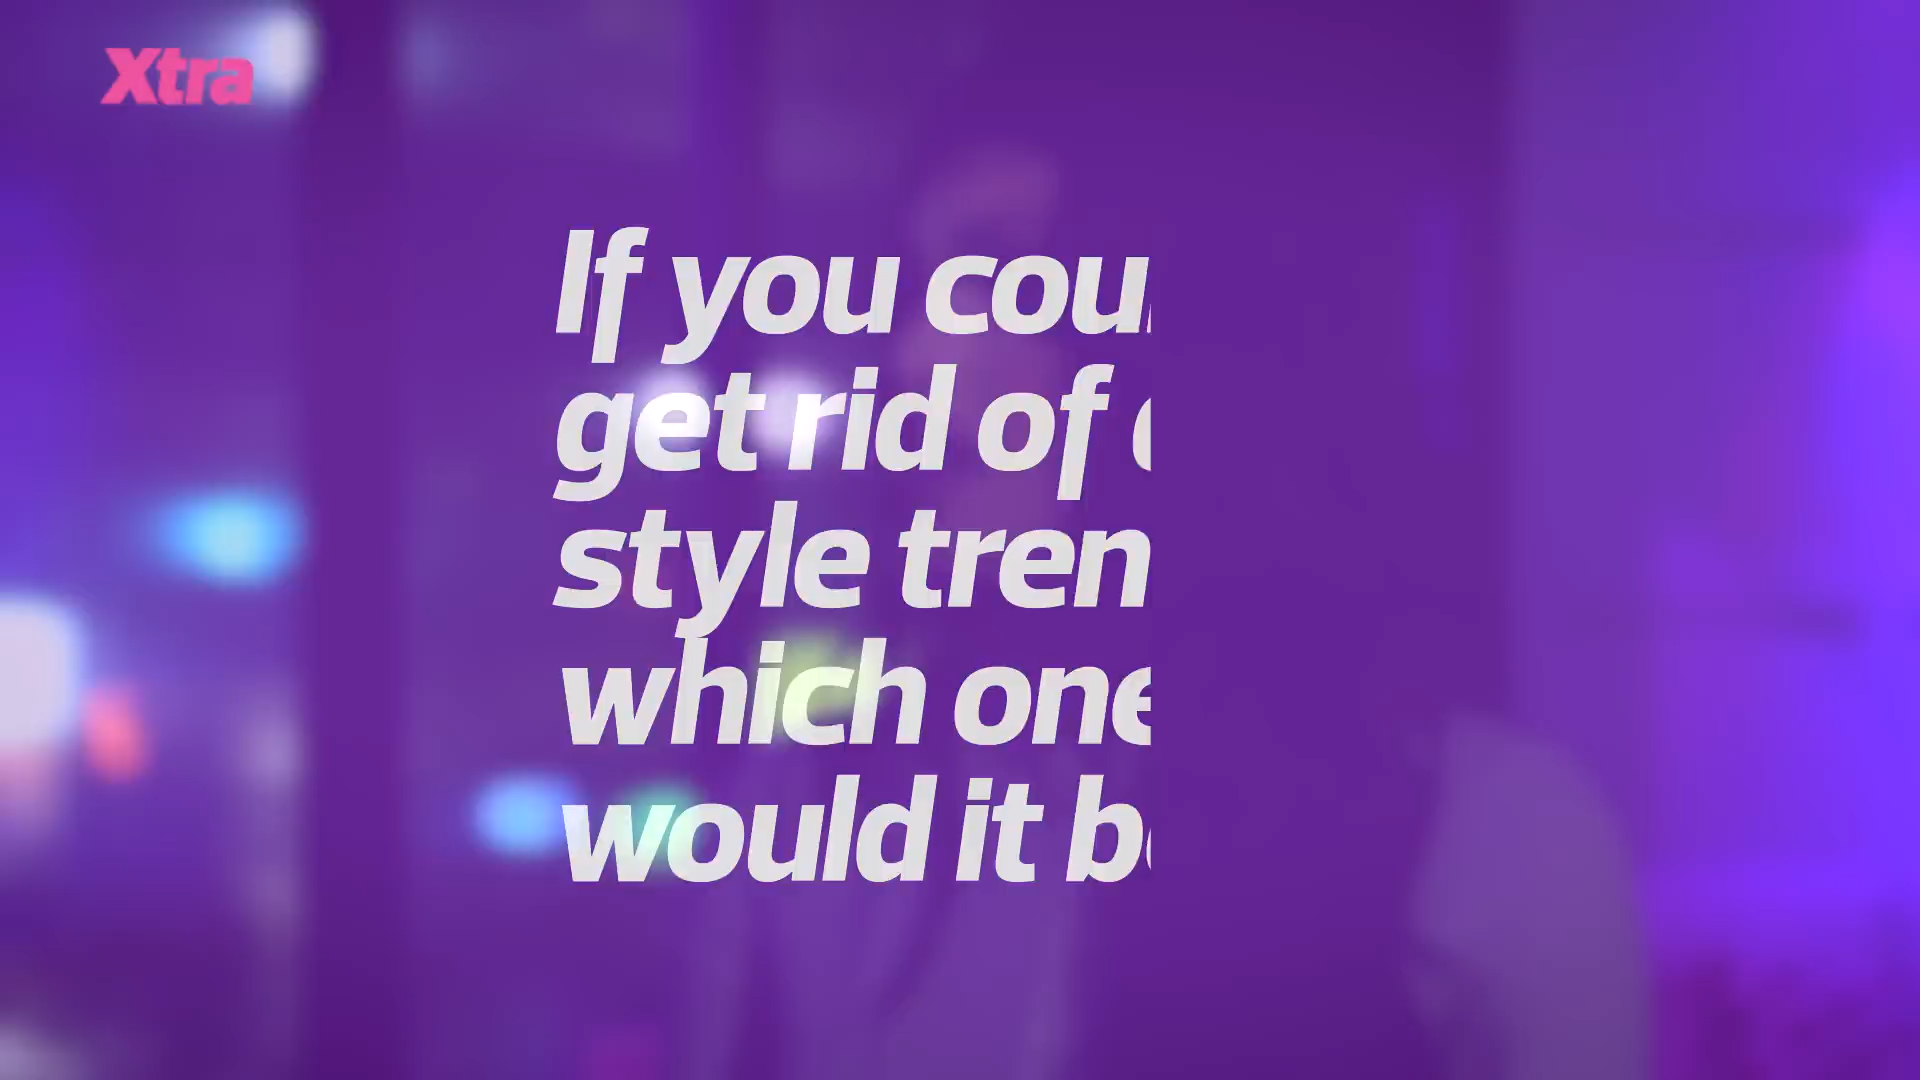 Xtra
If you cou
get rid of
style tren
which one
would it b